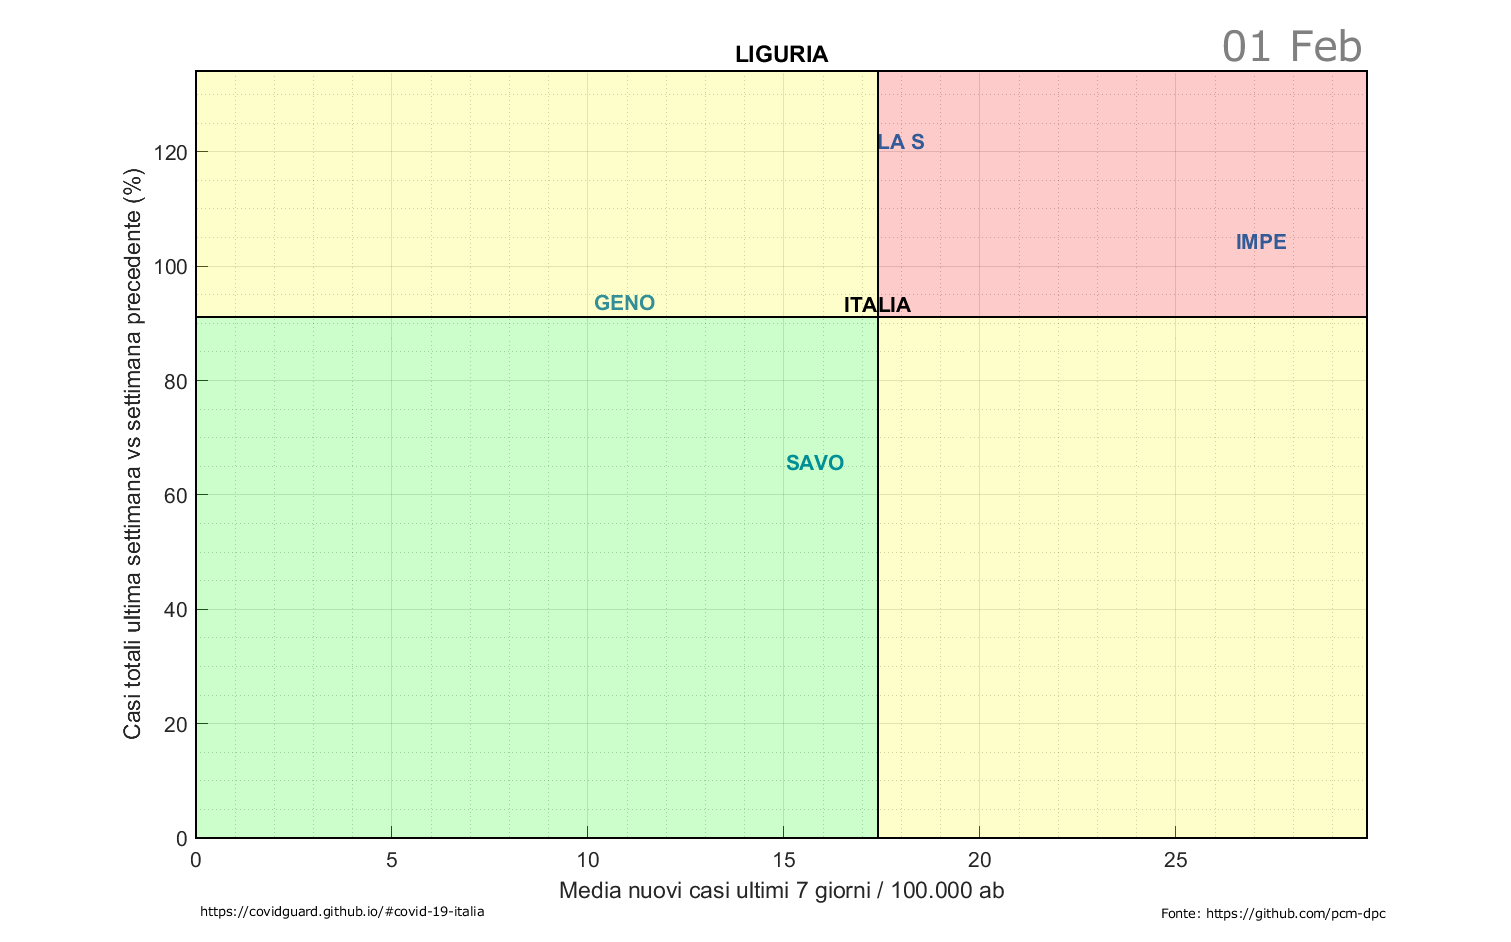 LIGURIA
01 Feb
Casi totali ultima settimana vs settimana precedente (%)
120
100
80
60
40
20
0
LA S
IMPE
GENO
ITALIA
SAVO
0 5 10 15 20 25
Media nuovi casi ultimi 7 giorni / 100.000 ab
https://covidguard.github.io/#covid-19-italia
Fonte: https://github.com/pcm-dpc